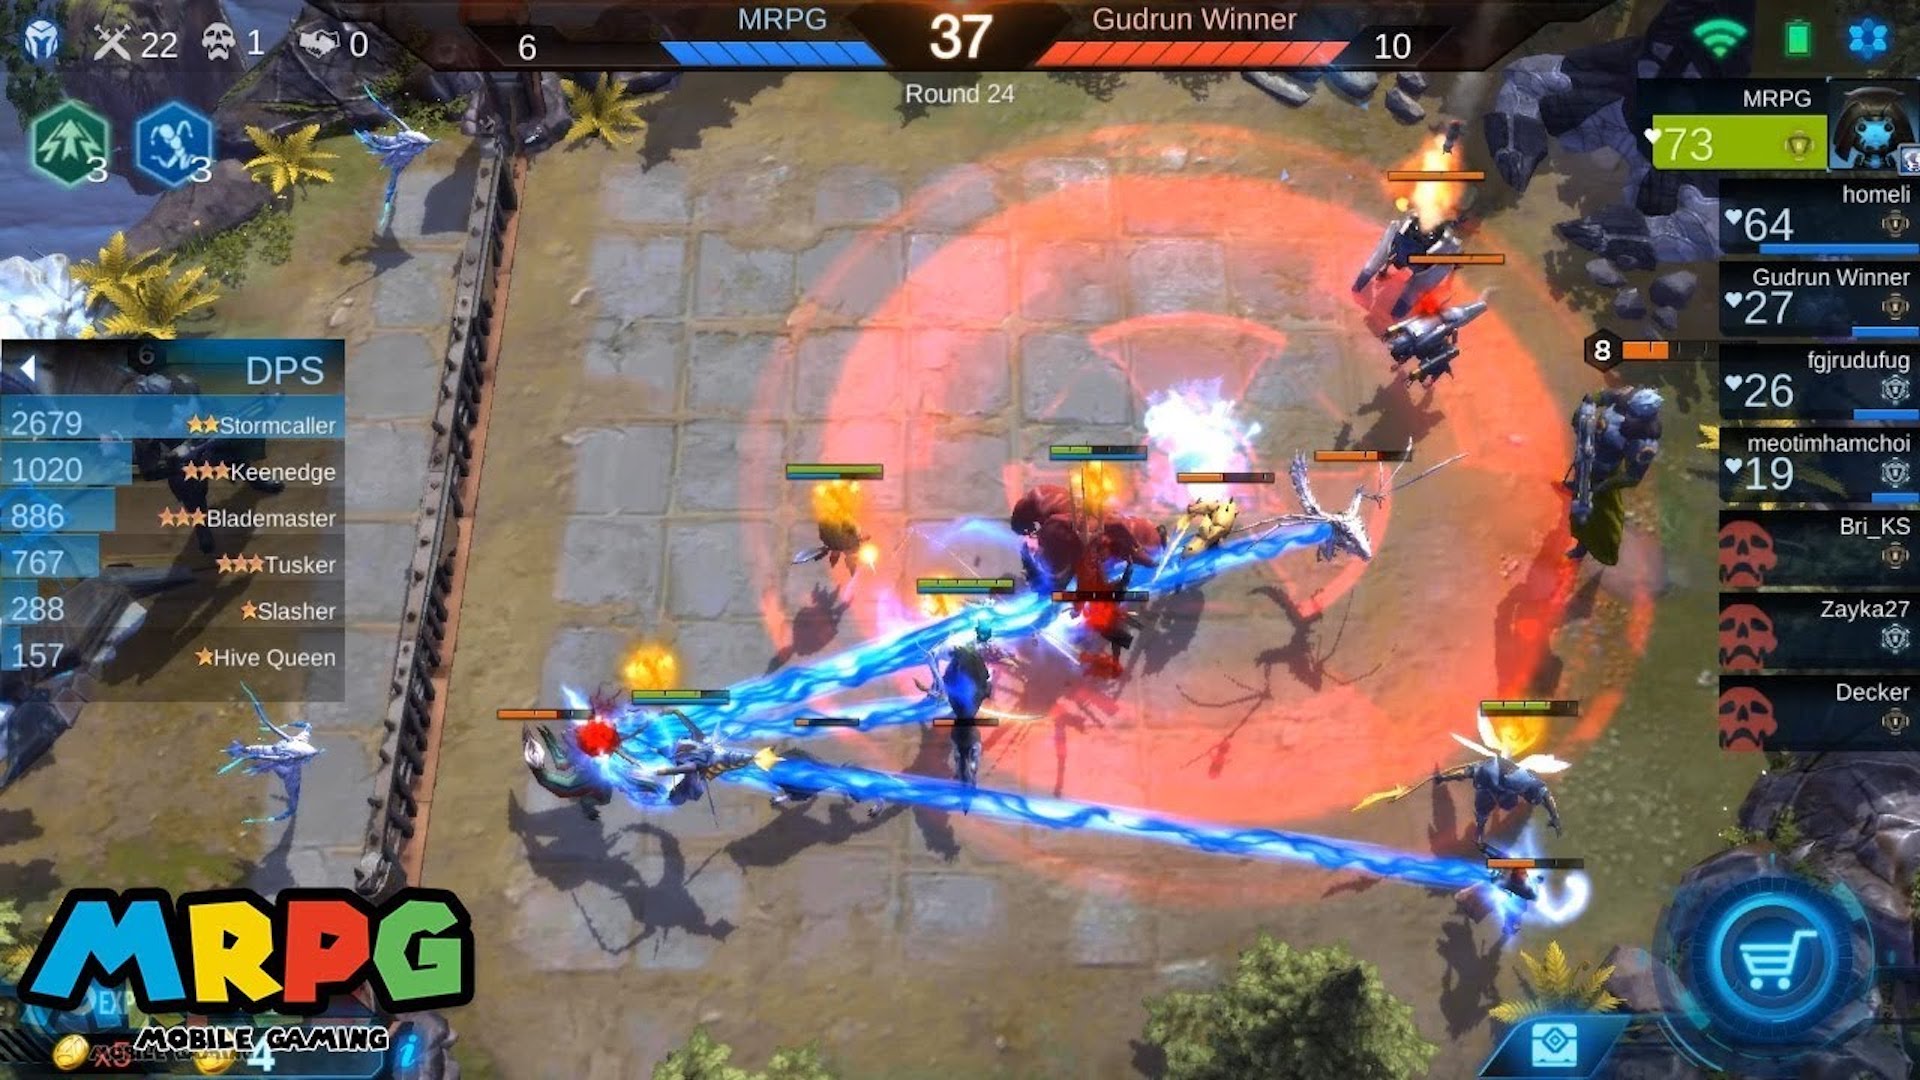 22 1 0
6 MRPG 37 Gudrun Winner 10
Round 24
3 3
MRPG
73
homeli
64
Gudrun Winner
27
fgjrudufug
26
meotimhamchoi
19
Bri_KS
Zayka27
Decker
8
6
DPS
2679 Stormcaller
1020 Keenedge
886 Blademaster
767 Tusker
288 Slasher
157 Hive Queen
MRPG
EXP
MOBILE GAMING
x5 4 i